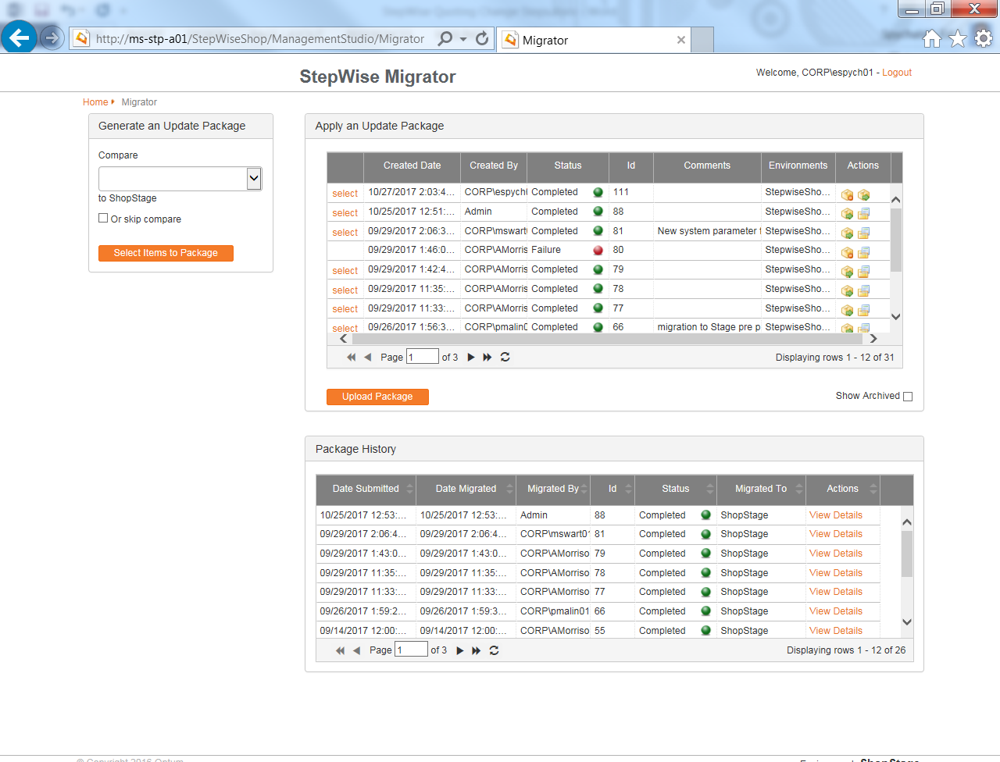 http://ms-stp-a01/StepWiseShop/ManagementStudio/Migrator
Migrator
StepWise Migrator
Welcome, CORP\espych01 - Logout
Home Migrator
Generate an Update Package
Compare
to ShopStage
Or skip compare
Select Items to Package
Apply an Update Package
Created Date Created By Status Id Comments Environments Actions
select 10/27/2017 2:03:4... CORP\espych Completed 111 StepwiseSho...
select 10/25/2017 12:51:... Admin Completed 88 StepwiseSho...
select 09/29/2017 2:06:3... CORP\mswart Completed 81 New system parameter StepwiseSho...
09/29/2017 1:46:0... CORP\AMorris Failure 80 StepwiseSho...
select 09/29/2017 1:42:4... CORP\AMorris Completed 79 StepwiseSho...
select 09/29/2017 11:35:... CORP\AMorris Completed 78 StepwiseSho...
select 09/29/2017 11:33:... CORP\AMorris Completed 77 StepwiseSho...
select 09/26/2017 1:56:3... CORP\pmalin0 Completed 66 migration to Stage pre p StepwiseSho...
Page 1 of 3 Displaying rows 1 - 12 of 31
Upload Package Show Archived
Package History
Date Submitted Date Migrated Migrated By Id Status Migrated To Actions
10/25/2017 12:53:... 10/25/2017 12:53:... Admin 88 Completed ShopStage View Details
09/29/2017 2:06:4... 09/29/2017 2:06:4... CORP\mswart01 81 Completed ShopStage View Details
09/29/2017 1:43:0... 09/29/2017 1:43:0... CORP\AMorriso 79 Completed ShopStage View Details
09/29/2017 11:35:... 09/29/2017 11:35:... CORP\AMorriso 78 Completed ShopStage View Details
09/29/2017 11:33:... 09/29/2017 11:33:... CORP\AMorriso 77 Completed ShopStage View Details
09/26/2017 1:59:2... 09/26/2017 1:59:3... CORP\pmalin01 66 Completed ShopStage View Details
09/14/2017 12:00:... 09/14/2017 12:00:... CORP\AMorriso 55 Completed ShopStage View Details
Page 1 of 3 Displaying rows 1 - 12 of 26
© Copyright 2016 Optum ShopStage